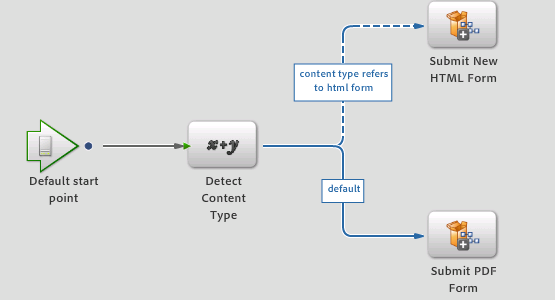 Submit New
HTML Form
content type refers
to html form
x+y
Default start
point
Detect
Content
Type
default
Submit PDF
Form